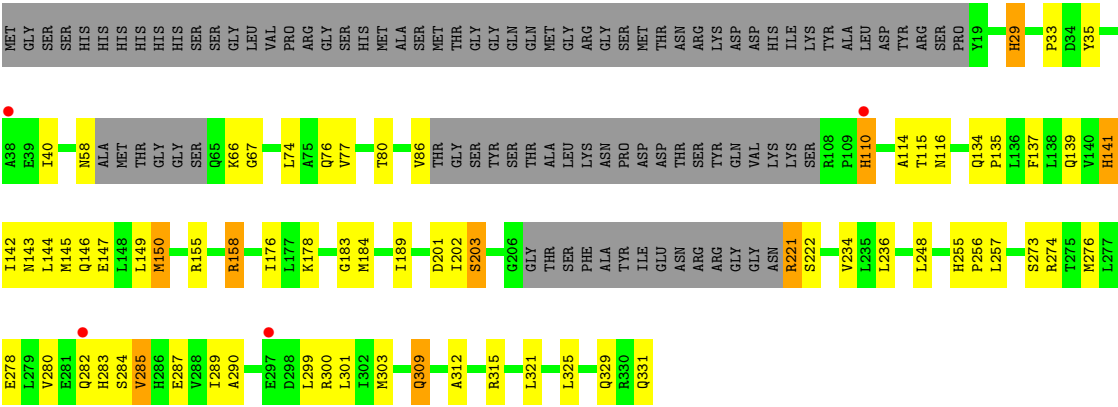 MET GLY SER SER HIS HIS HIS HIS HIS HIS SER SER GLY LEU VAL PRO ARG GLY SER HIS MET ALA SER MET THR GLY GLY GLN GLN MET GLY ARG GLY SER MET THR ASN ARG LYS ASP ASP HIS ILE LYS TYR ALA LEU ASP TYR ARG SER PRO Y19 H29 P33 D34 Y35
A38 E39 I40 N58 ALA MET THR GLY GLY SER Q65 K66 G67 L74 A75 Q76 V77 T80 V86 THR GLY SER TYR SER THR ALA LEU LYS ASN PRO ASP ASP THR SER TYR GLN VAL LYS LYS SER R108 P109 H110 A114 T115 N116 Q134 P135 L136 F137 L138 Q139 V140 H141
I142 N143 L144 M145 Q146 E147 L148 L149 M150 R155 R158 I176 L177 K178 G183 M184 I189 D201 I202 S203 G206 GLY THR SER PHE ALA TYR ILE GLU ASN ARG ARG GLY GLY ASN R221 S222 V234 L235 L236 L248 H255 P256 L257 S273 R274 T275 M276 L277
E278 L279 V280 E281 Q282 H283 S284 V285 H286 E287 V288 I289 A290 E297 D298 L299 R300 L301 I302 M303 Q309 A312 R315 L321 L325 Q329 R330 Q331